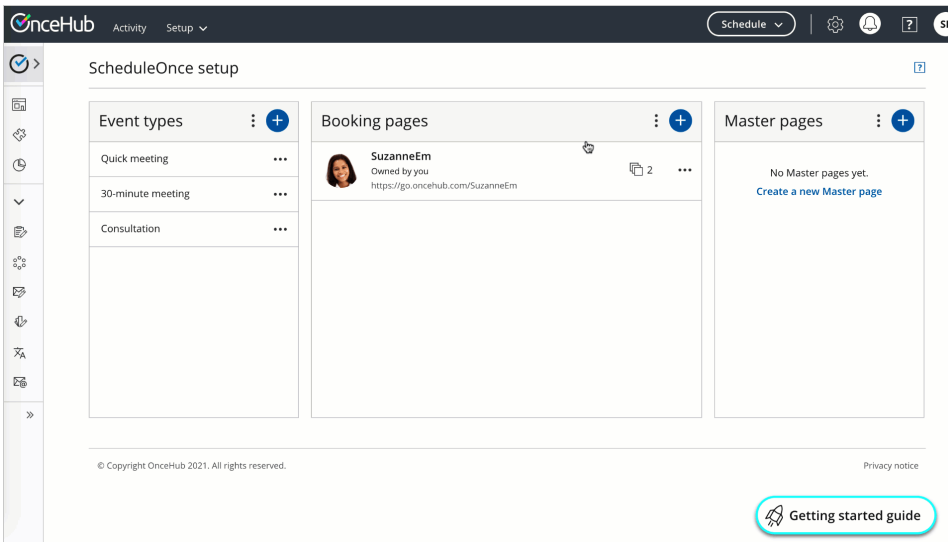 OnceHub
Activity
Setup
Schedule
?
ScheduleOnce setup
?
Event types
Quick meeting
30-minute meeting
Consultation
Booking pages
SuzanneEm
Owned by you
https://go.oncehub.com/SuzanneEm
2
Master pages
No Master pages yet.
Create a new Master page
© Copyright OnceHub 2021. All rights reserved.
Privacy notice
Getting started guide